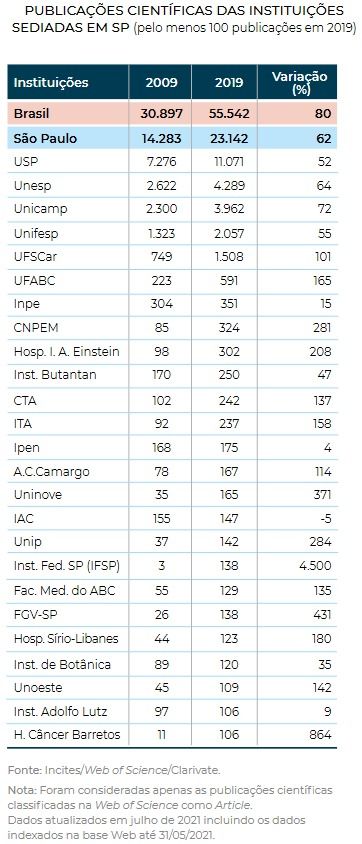 PUBLICAÇÕES CIENTÍFICAS DAS INSTITUIÇÕES
SEDIADAS EM SP (pelo menos 100 publicações em 2019)
Instituições 2009 2019 Variação (%)
Brasil 30.897 55.542 80
São Paulo 14.283 23.142 62
USP 7.276 11.071 52
Unesp 2.622 4.289 64
Unicamp 2.300 3.962 72
Unifesp 1.323 2.057 55
UFSCar 749 1.508 101
UFABC 223 591 165
Inpe 304 351 15
CNPEM 85 324 281
Hosp. I. A. Einstein 98 302 208
Inst. Butantan 170 250 47
CTA 102 242 137
ITA 92 237 158
Ipen 168 175 4
A.C.Camargo 78 167 114
Uninove 35 165 371
IAC 155 147 -5
Unip 37 142 284
Inst. Fed. SP (IFSP) 3 138 4.500
Fac. Med. do ABC 55 129 135
FGV-SP 26 138 431
Hosp. Sírio-Libanes 44 123 180
Inst. de Botânica 89 120 35
Unoeste 45 109 142
Inst. Adolfo Lutz 97 106 9
H. Câncer Barretos 11 106 864
Fonte: Incites/Web of Science/Clarivate.
Nota: Foram consideradas apenas as publicações científicas
classificadas na Web of Science como Article.
Dados atualizados em julho de 2021 incluindo os dados
indexados na base Web até 31/05/2021.